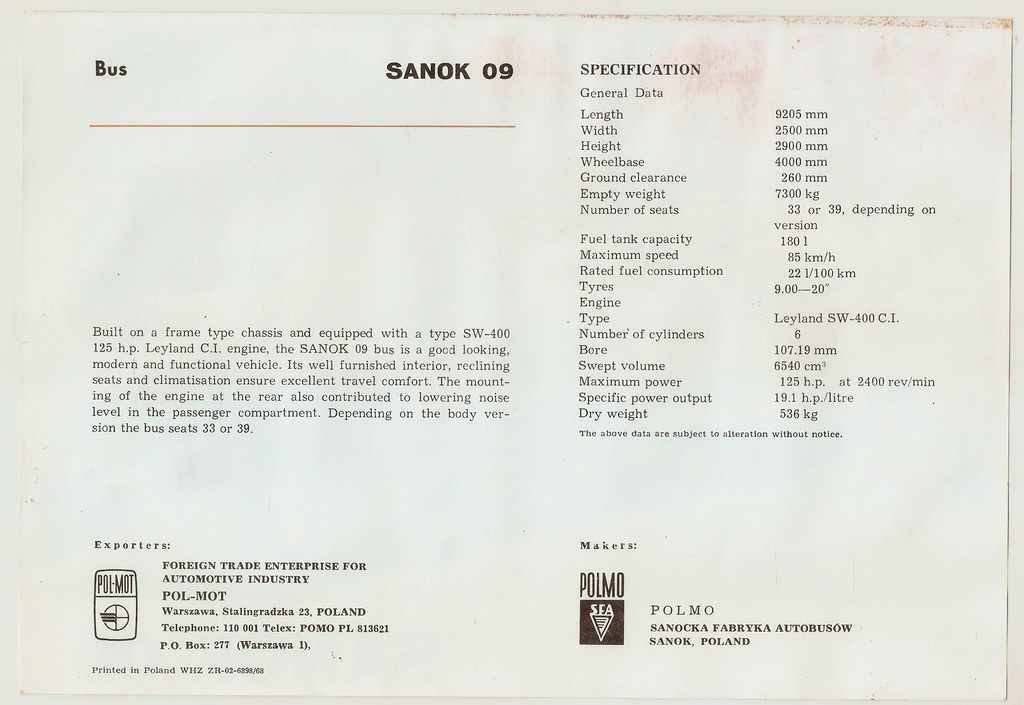 Bus SANOK 09
Built on a frame type chassis and equipped with a type SW-400
125 h.p. Leyland C.I. engine, the SANOK 09 bus is a good looking,
modern and functional vehicle. Its well furnished interior, reclining
seats and climatisation ensure excellent travel comfort. The mount-
ing of the engine at the rear also contributed to lowering noise
level in the passenger compartment. Depending on the body ver-
sion the bus seats 33 or 39.
Exporters:
POL-MOT
FOREIGN TRADE ENTERPRISE FOR
AUTOMOTIVE INDUSTRY
POL-MOT
Warszawa, Stalingradzka 23, POLAND
Telephone: 110 001 Telex: POMO PL 813621
P.O. Box: 277 (Warszawa 1),
Printed in Poland WHZ ZR-02-6898/68
SPECIFICATION
General Data
Length 9205 mm
Width 2500 mm
Height 2900 mm
Wheelbase 4000 mm
Ground clearance 260 mm
Empty weight 7300 kg
Number of seats 33 or 39, depending on
version
Fuel tank capacity 180 l
Maximum speed 85 km/h
Rated fuel consumption 22 l/100 km
Tyres 9.00—20"
Engine
Type Leyland SW-400 C.I.
Number of cylinders 6
Bore 107.19 mm
Swept volume 6540 cm³
Maximum power 125 h.p. at 2400 rev/min
Specific power output 19.1 h.p./litre
Dry weight 536 kg
The above data are subject to alteration without notice.
Makers:
POLMO
SFA
POLMO
SANOCKA FABRYKA AUTOBUSÓW
SANOK, POLAND